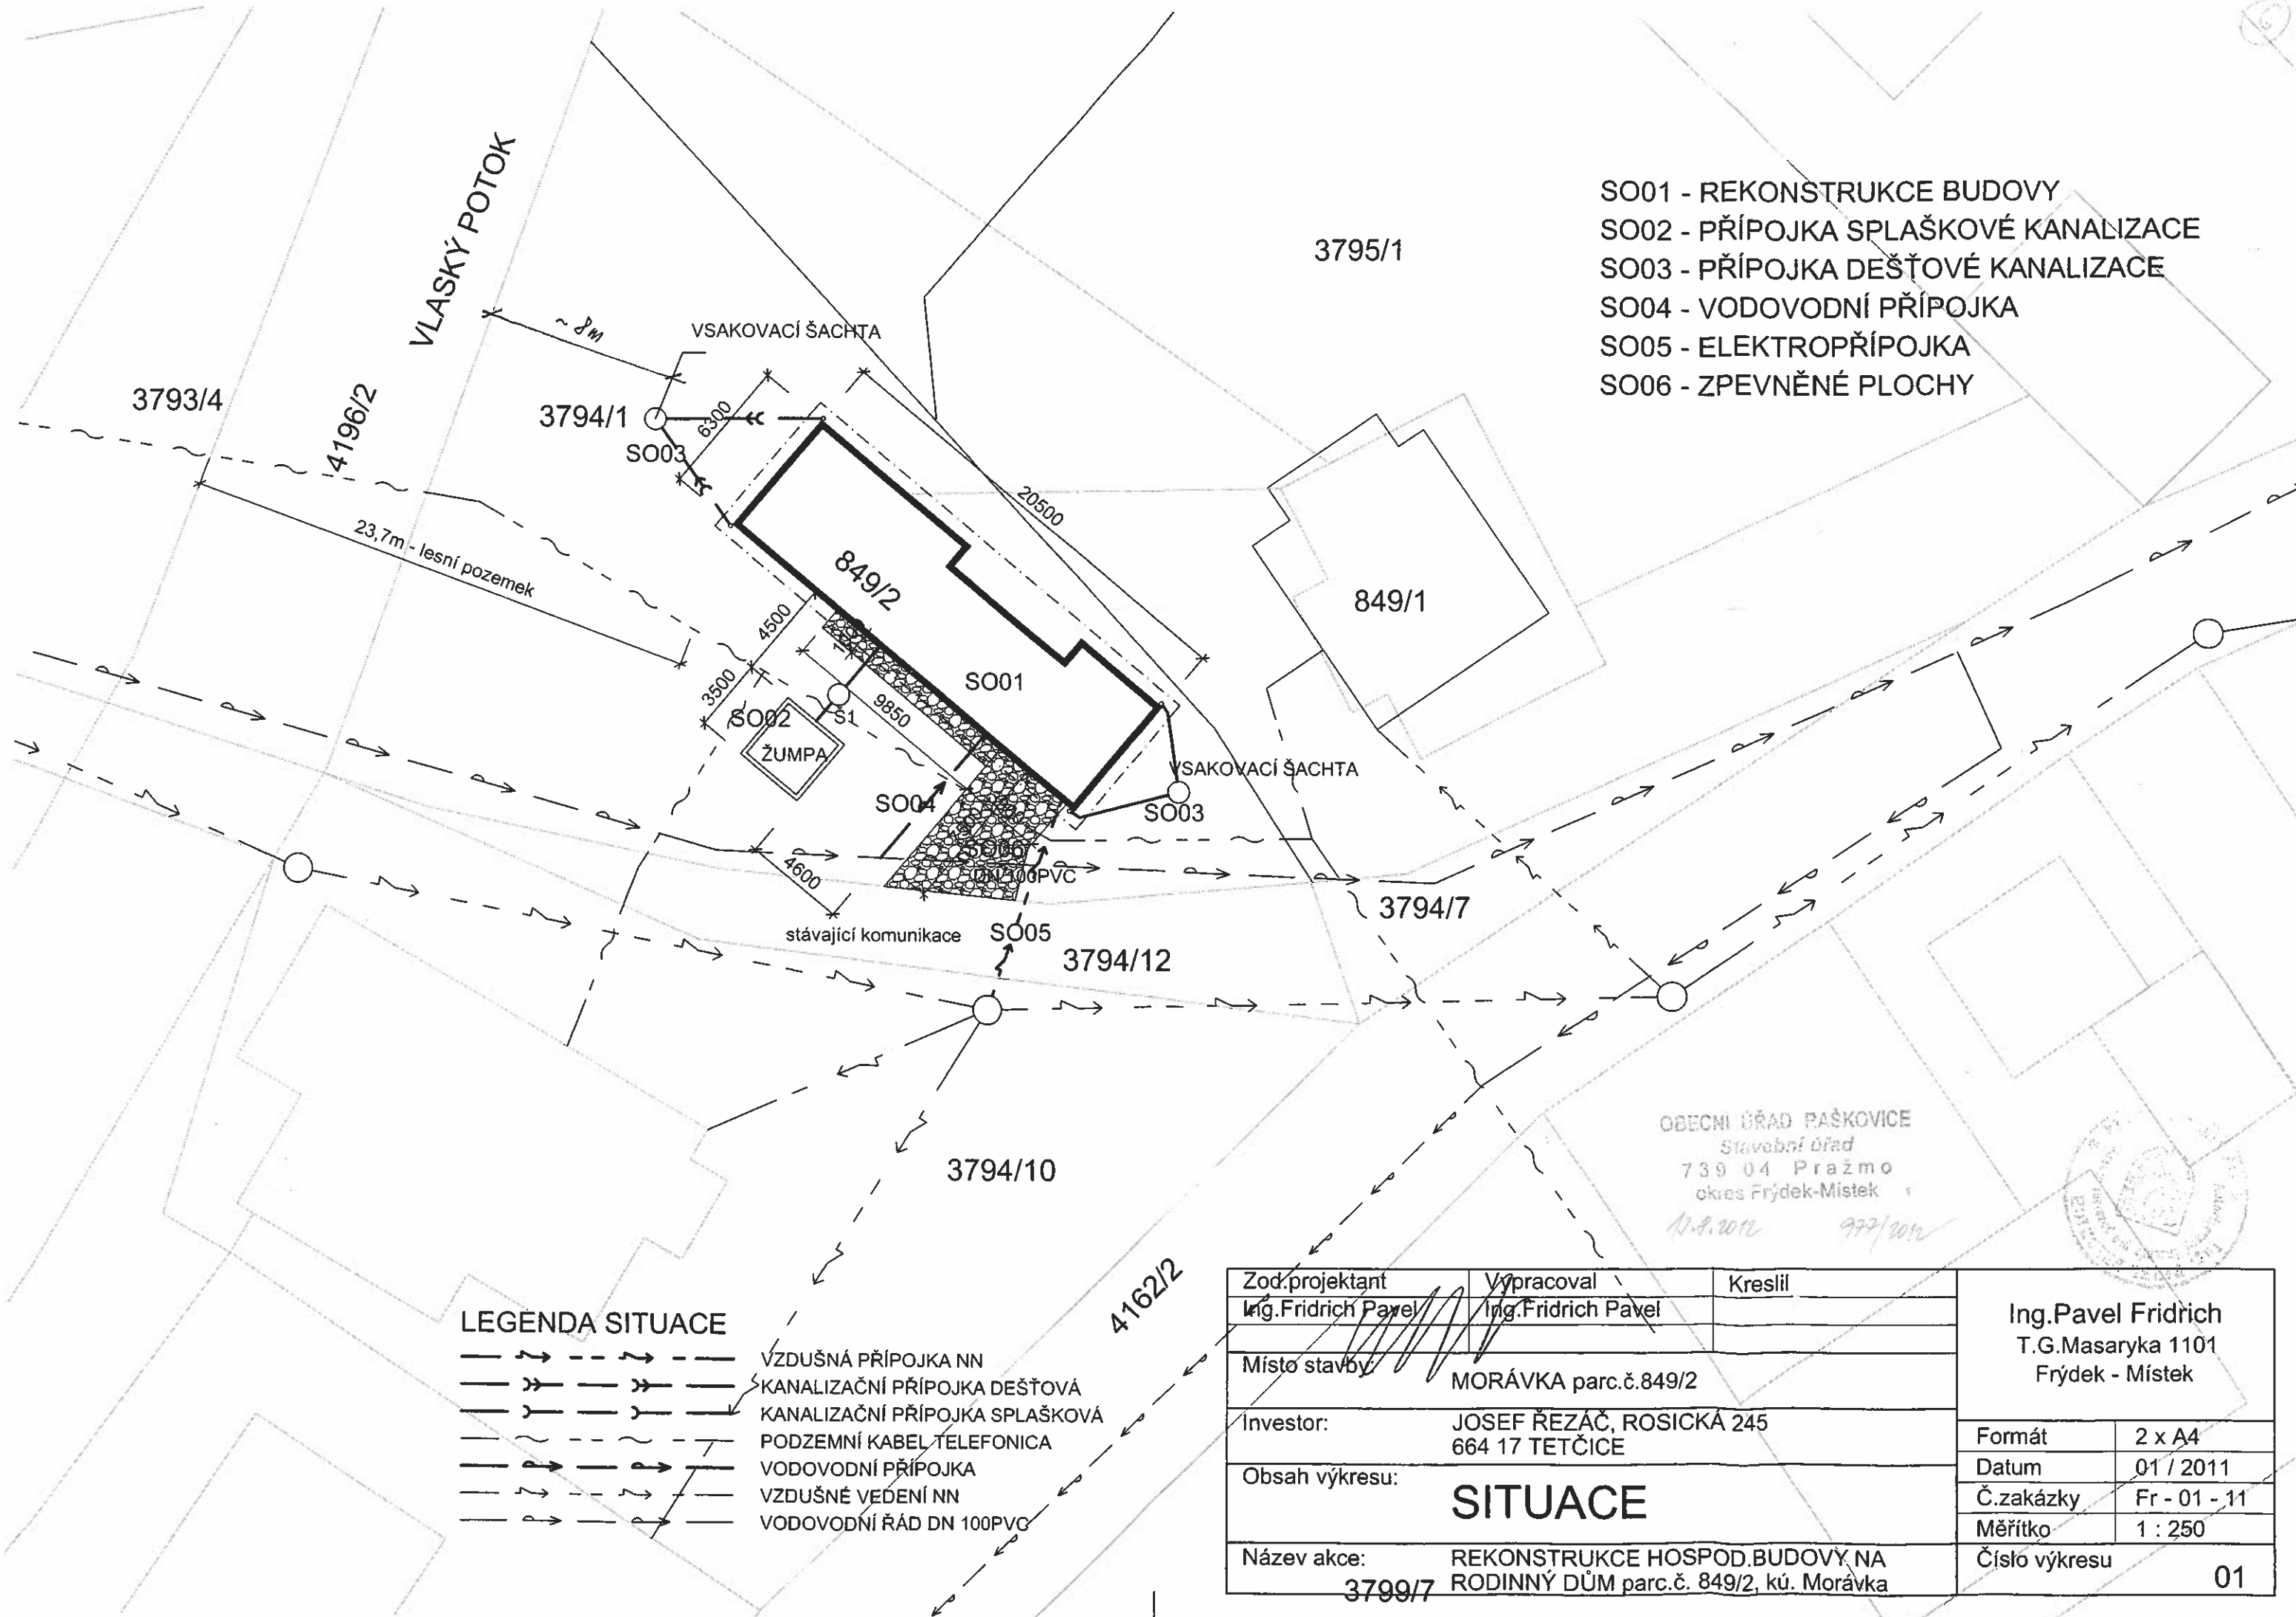 SO01 - REKONSTRUKCE BUDOVY
SO02 - PŘÍPOJKA SPLAŠKOVÉ KANALIZACE
SO03 - PŘÍPOJKA DEŠŤOVÉ KANALIZACE
SO04 - VODOVODNÍ PŘÍPOJKA
SO05 - ELEKTROPŘÍPOJKA
SO06 - ZPEVNĚNÉ PLOCHY
VLASKÝ POTOK
3795/1
~8m
VSAKOVACÍ ŠACHTA
3793/4
4196/2
3794/1
6300
SO03
20500
23,7m - lesní pozemek
849/2
849/1
4500
3500
SO01
SO02
Š1
9850
ŽUMPA
VSAKOVACÍ ŠACHTA
SO04
SO03
SO06
DN 100PVC
4600
3794/7
stávající komunikace
SO05
3794/12
3794/10
4162/2
OBECNI ÚŘAD RAŠKOVICE
Stavební úřad
739 04 Pražmo
okres Frýdek-Místek
977/2012
LEGENDA SITUACE
VZDUŠNÁ PŘÍPOJKA NN
KANALIZAČNÍ PŘÍPOJKA DEŠŤOVÁ
KANALIZAČNÍ PŘÍPOJKA SPLAŠKOVÁ
PODZEMNÍ KABEL TELEFONICA
VODOVODNÍ PŘÍPOJKA
VZDUŠNÉ VEDENÍ NN
VODOVODNÍ ŘÁD DN 100PVC
Zod.projektant Vypracoval Kreslil
Ing.Fridrich Pavel Ing.Fridrich Pavel
Ing.Pavel Fridrich
T.G.Masaryka 1101
Frýdek - Místek
Místo stavby:
MORÁVKA parc.č.849/2
Investor: JOSEF ŘEZÁČ, ROSICKÁ 245
664 17 TETČICE
Formát 2 x A4
Datum 01 / 2011
Č.zakázky Fr - 01 - 11
Měřítko 1 : 250
Obsah výkresu:
SITUACE
Název akce: REKONSTRUKCE HOSPOD.BUDOVY NA
RODINNÝ DŮM parc.č. 849/2, kú. Morávka
3799/7
Číslo výkresu
01